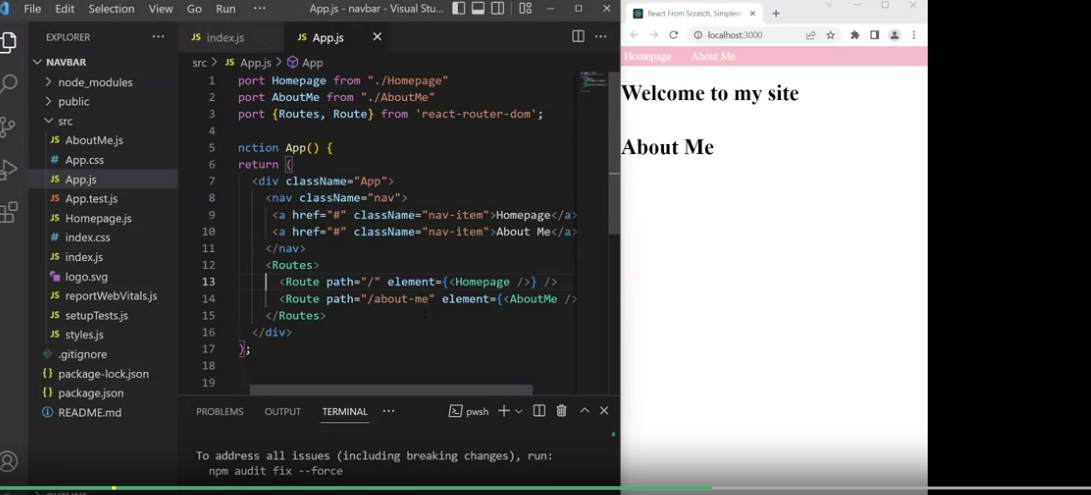 File Edit Selection View Go Run ··· App.js - navbar - Visual Stu...
EXPLORER ···
NAVBAR
node_modules
public
src
JS AboutMe.js
# App.css
JS App.js
JS App.test.js
JS Homepage.js
# index.css
JS index.js
logo.svg
JS reportWebVitals.js
JS setupTests.js
JS styles.js
.gitignore
{} package-lock.json
{} package.json
README.md
JS index.js JS App.js
src > JS App.js > App
1 port Homepage from "./Homepage"
2 port AboutMe from "./AboutMe"
3 port {Routes, Route} from 'react-router-dom';
4
5 nction App() {
6 return (
7 <div className="App">
8 <nav className="nav">
9 <a href="#" className="nav-item">Homepage</a>
10 <a href="#" className="nav-item">About Me</a>
11 </nav>
12 <Routes>
13 <Route path="/" element={<Homepage />} />
14 <Route path="/about-me" element={<AboutMe />
15 </Routes>
16 </div>
17 );
18
19
PROBLEMS OUTPUT TERMINAL ··· pwsh
To address all issues (including breaking changes), run:
npm audit fix --force
React From Scratch, Simplest
localhost:3000
Homepage About Me
Welcome to my site
About Me